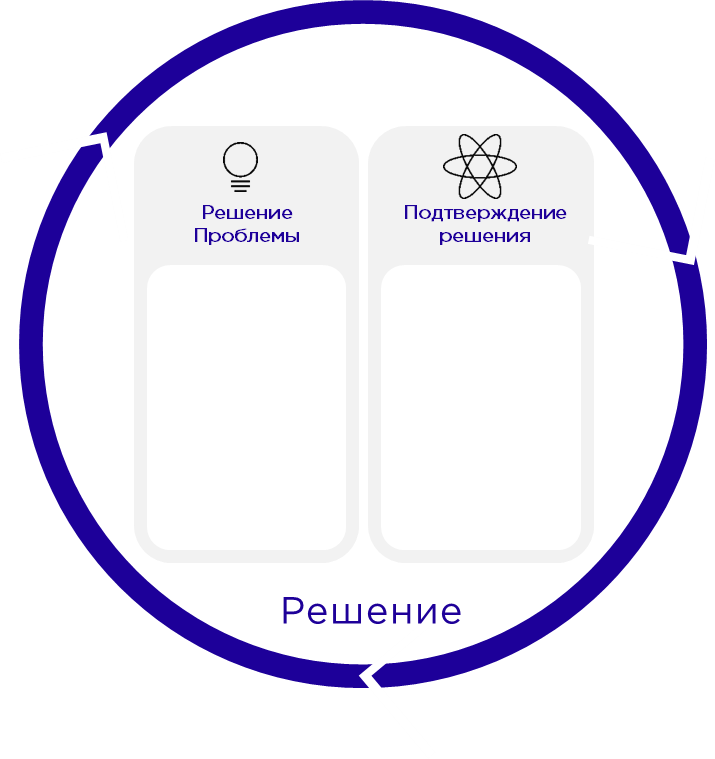 Решение
Проблемы
Подтверждение
решения
Решение